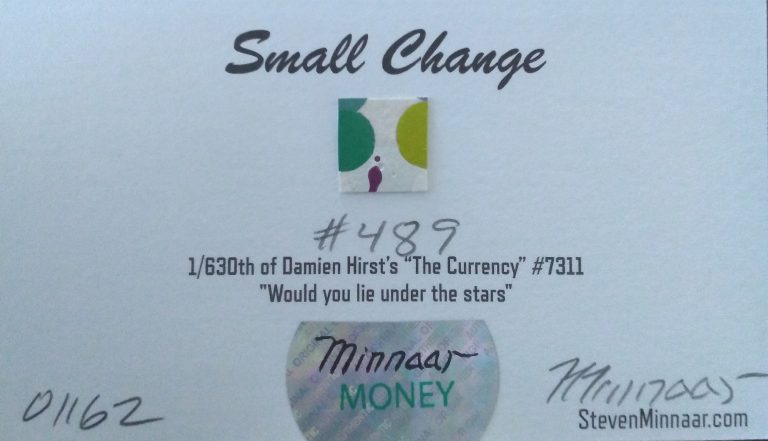 Small Change
#489
1/630th of Damien Hirst's "The Currency" #7311
"Would you lie under the stars"
Minnaar
MONEY
01162
Minnaar
StevenMinnaar.com